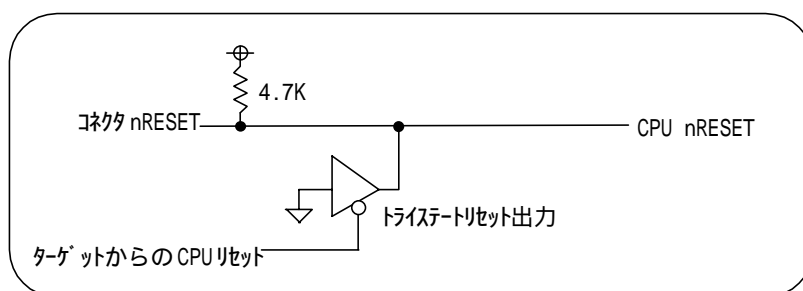 4.7K
ｺﾈｸﾀ nRESET
CPU nRESET
ﾄﾗｲｽﾃｰﾄﾘｾｯﾄ出力
ﾀｰｹﾞｯﾄからの CPU ﾘｾｯﾄ